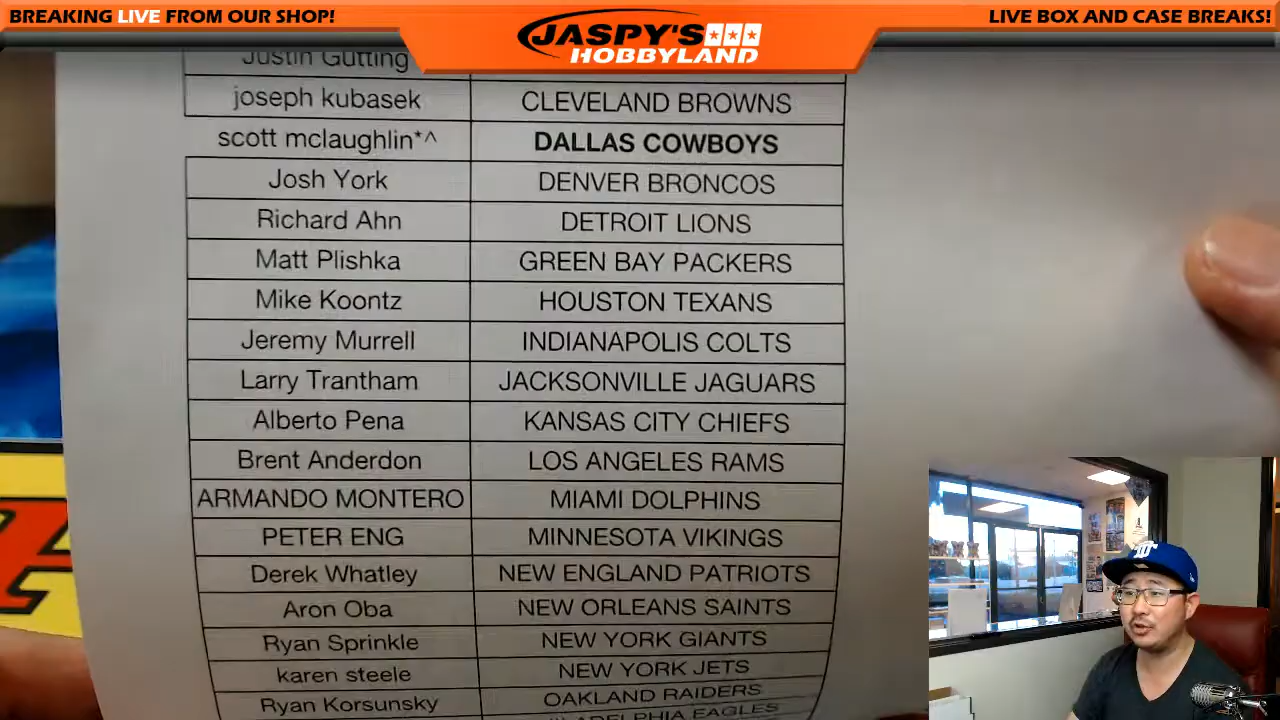 BREAKING LIVE FROM OUR SHOP!
JASPY'S
HOBBYLAND
LIVE BOX AND CASE BREAKS!
Justin Gutting
joseph kubasek CLEVELAND BROWNS
scott mclaughlin*^ DALLAS COWBOYS
Josh York DENVER BRONCOS
Richard Ahn DETROIT LIONS
Matt Plishka GREEN BAY PACKERS
Mike Koontz HOUSTON TEXANS
Jeremy Murrell INDIANAPOLIS COLTS
Larry Trantham JACKSONVILLE JAGUARS
Alberto Pena KANSAS CITY CHIEFS
Brent Anderdon LOS ANGELES RAMS
ARMANDO MONTERO MIAMI DOLPHINS
PETER ENG MINNESOTA VIKINGS
Derek Whatley NEW ENGLAND PATRIOTS
Aron Oba NEW ORLEANS SAINTS
Ryan Sprinkle NEW YORK GIANTS
karen steele NEW YORK JETS
Ryan Korsunsky OAKLAND RAIDERS
EAGLES